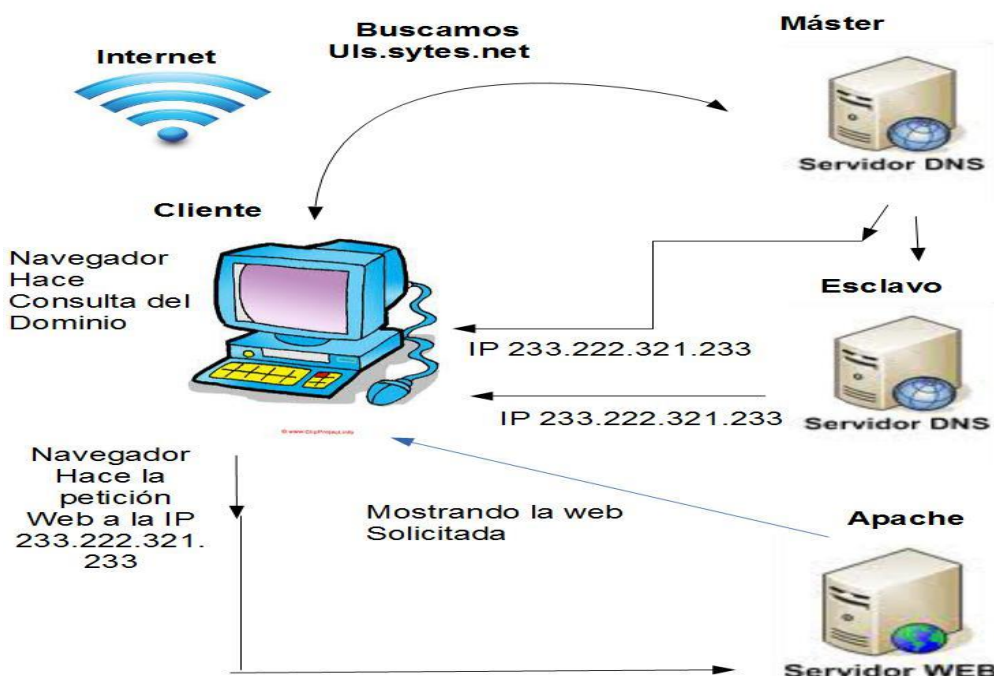 Buscamos
Uls.sytes.net
Internet
Máster
Servidor DNS
Cliente
Navegador
Hace
Consulta del
Dominio
IP 233.222.321.233
Esclavo
Servidor DNS
IP 233.222.321.233
Navegador
Hace la
petición
Web a la IP
233.222.321.
233
Mostrando la web
Solicitada
Apache
Servidor WEB